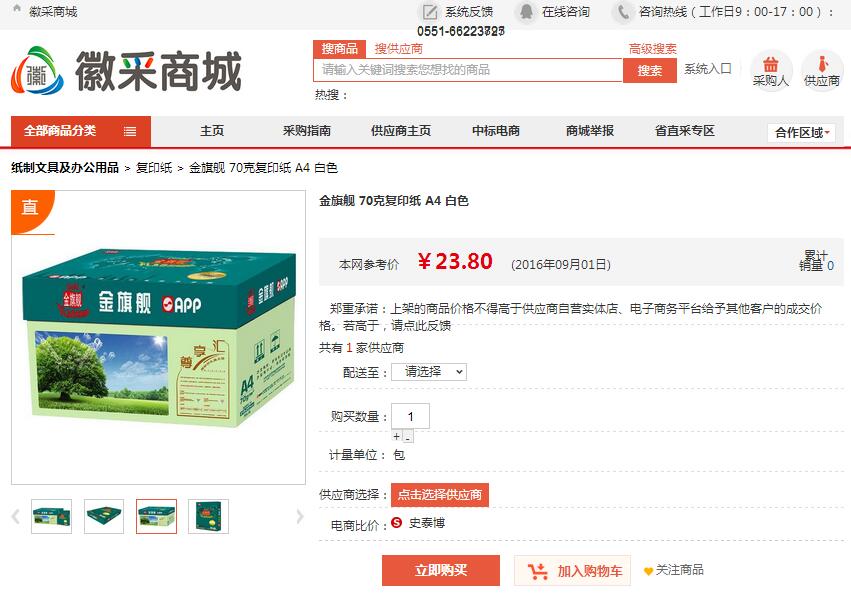 徽采商城
系统反馈
在线咨询
咨询热线（工作日9：00-17：00）：
徽采商城
搜商品
搜供应商
高级搜索
请输入关键词搜索您想找的商品
搜索
系统入口
采购人
供应商
热搜：
全部商品分类
主页
采购指南
供应商主页
中标电商
商城举报
省直采专区
合作区域
纸制文具及办公用品 > 复印纸 > 金旗舰 70克复印纸 A4 白色
直
金旗舰 70克复印纸 A4 白色
本网参考价
￥23.80
(2016年09月01日)
累计
销量 0
郑重承诺：上架的商品价格不得高于供应商自营实体店、电子商务平台给予其他客户的成交价
格。若高于，请点此反馈
共有 1 家供应商
配送至：
请选择
购买数量：
1
+
-
计量单位：
包
供应商选择：
点击选择供应商
电商比价：
S 史泰博
立即购买
加入购物车
关注商品
金旗舰
金旗舰
APP
金旗舰
APP
尊享汇
A4